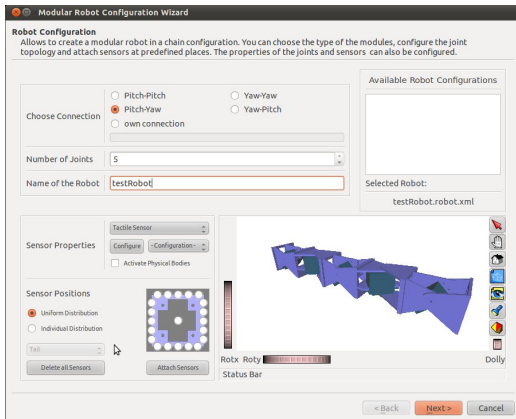 Modular Robot Configuration Wizard
Robot Configuration
Allows to create a modular robot in a chain configuration. You can choose the type of the modules, configure the joint
topology and attach sensors at predefined places. The properties of the joints and sensors can also be configured.
Choose Connection
Pitch-Pitch
Yaw-Yaw
Pitch-Yaw
Yaw-Pitch
own connection
Number of Joints
5
Name of the Robot
testRobot
Available Robot Configurations
Selected Robot:
testRobot.robot.xml
Sensor Properties
Tactile Sensor
Configure
-Configuration-
Activate Physical Bodies
Sensor Positions
Uniform Distribution
Individual Distribution
Tail
Delete all Sensors
Attach Sensors
Rotx Roty
Dolly
Status Bar
< Back
Next >
Cancel